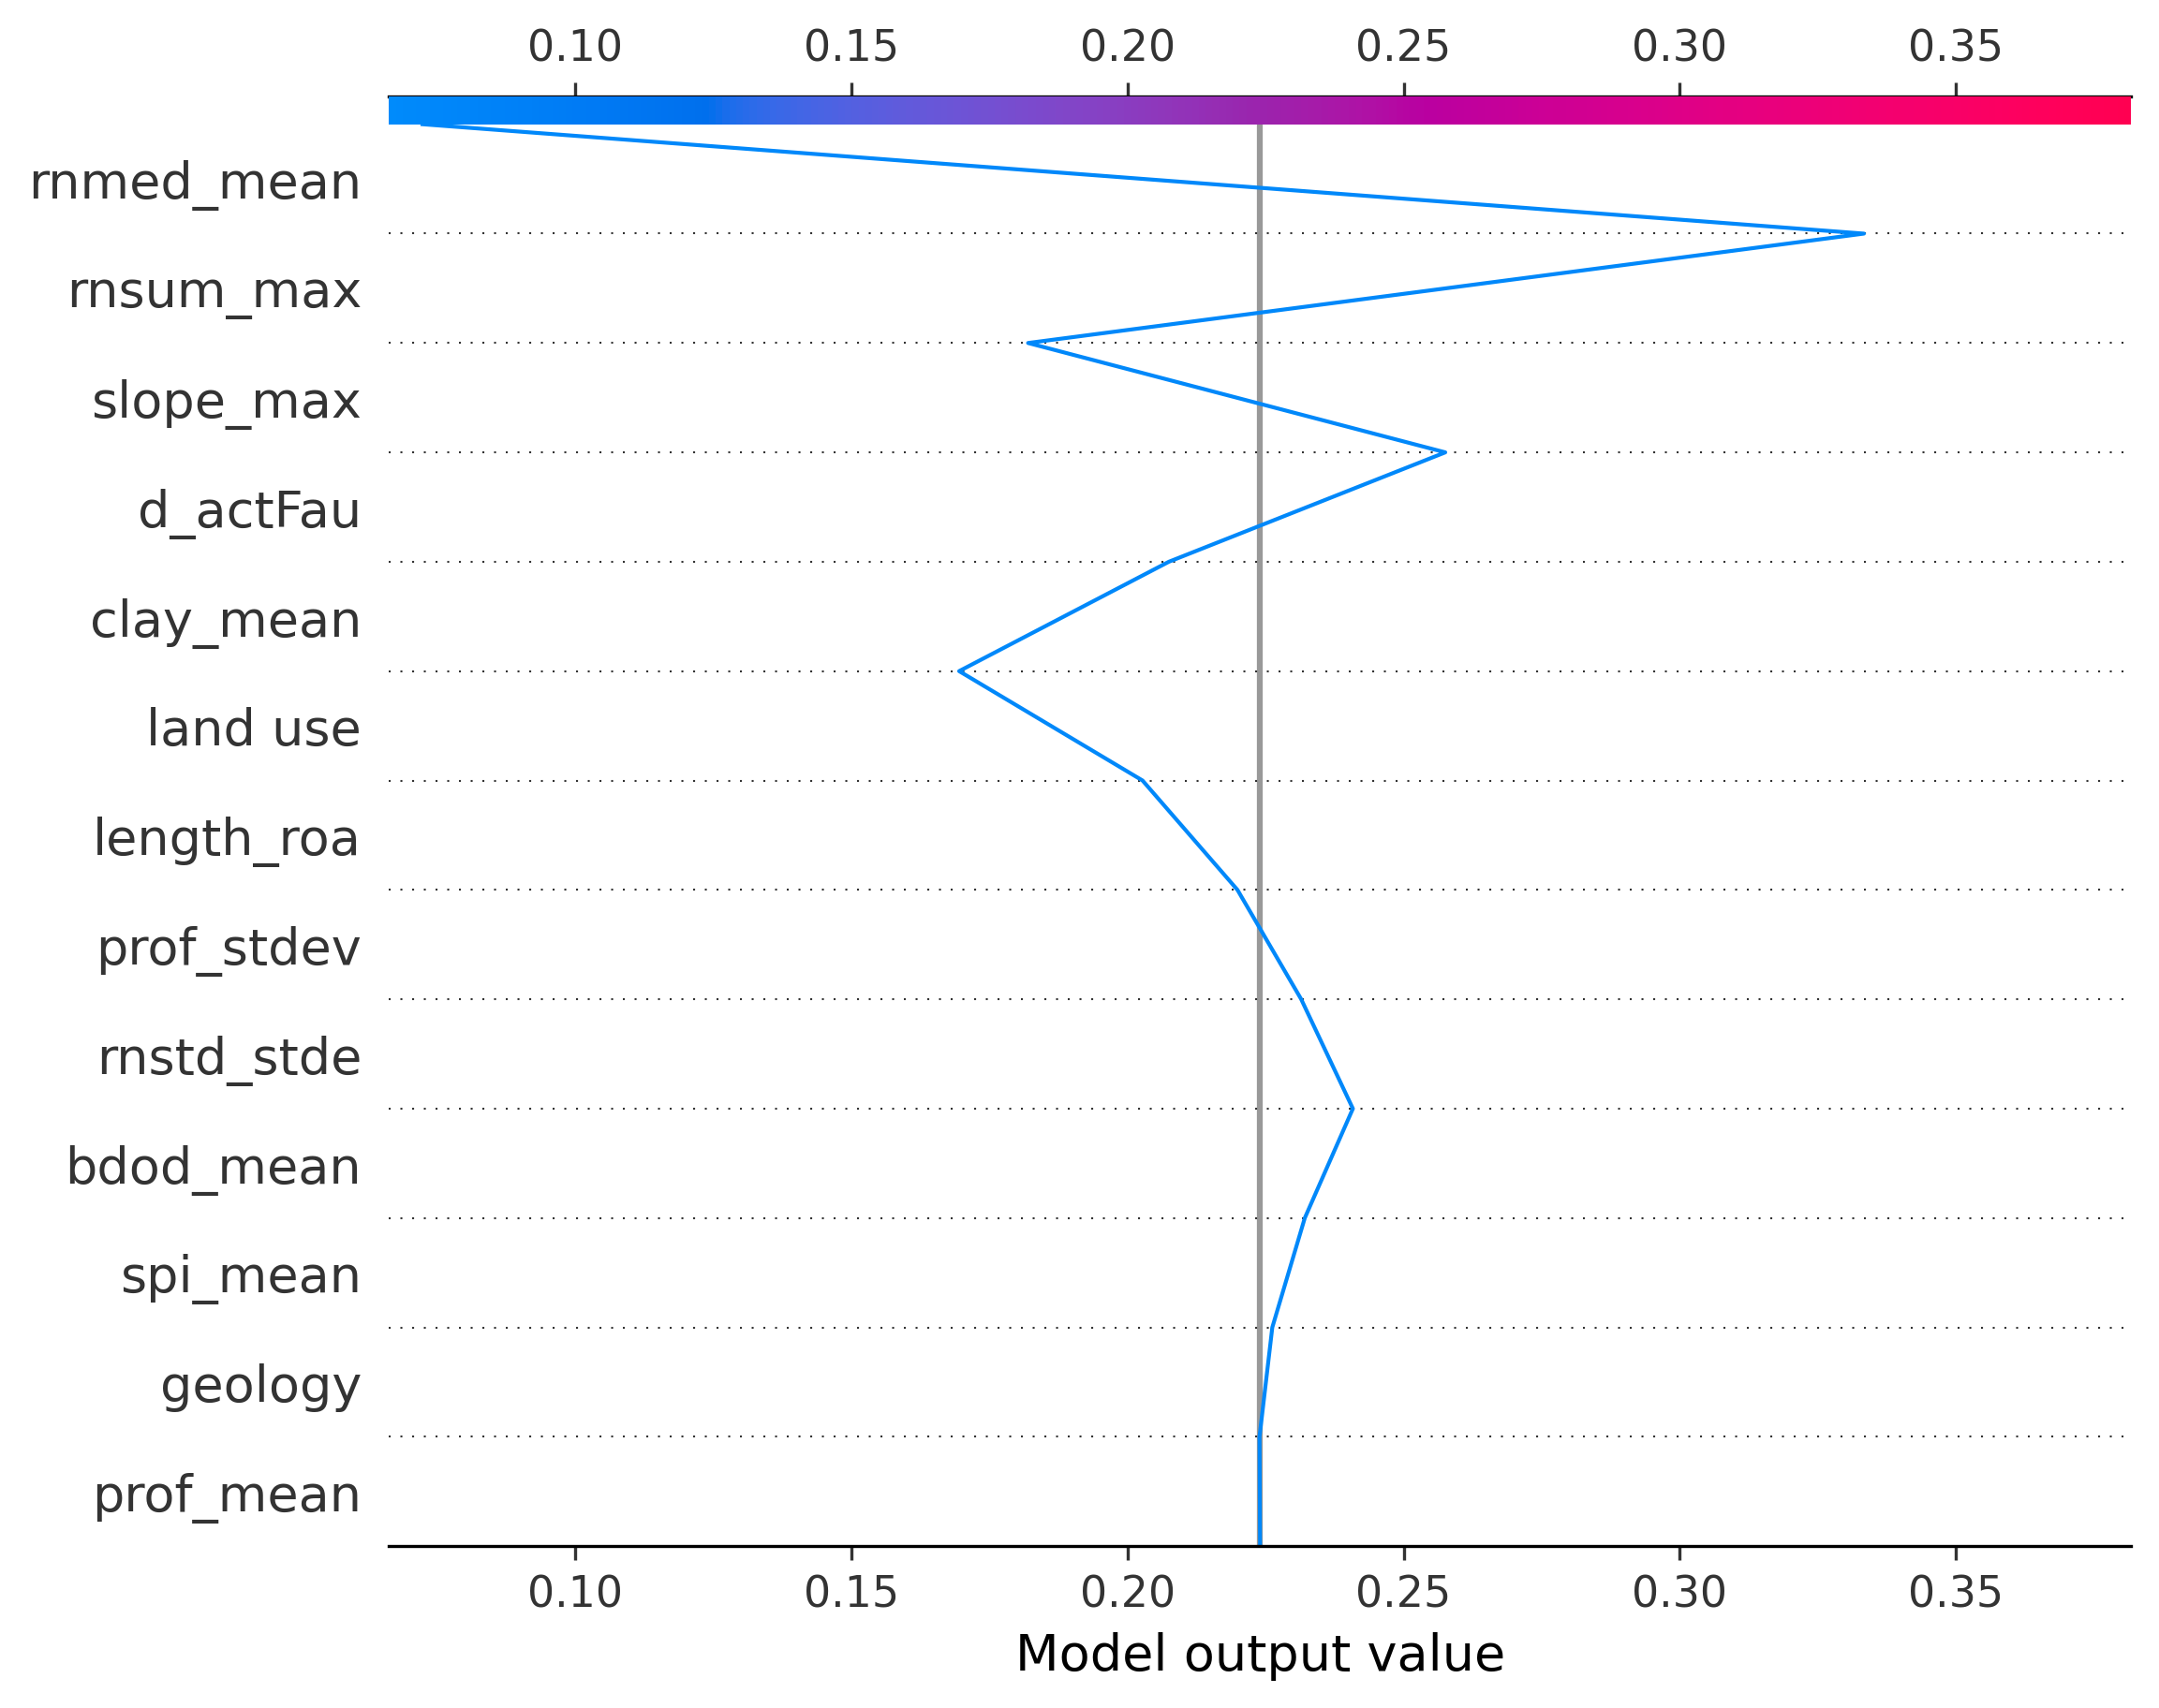 0.10 0.15 0.20 0.25 0.30 0.35
rnmed_mean
rnsum_max
slope_max
d_actFau
clay_mean
land use
length_roa
prof_stdev
rnstd_stde
bdod_mean
spi_mean
geology
prof_mean
0.10 0.15 0.20 0.25 0.30 0.35
Model output value